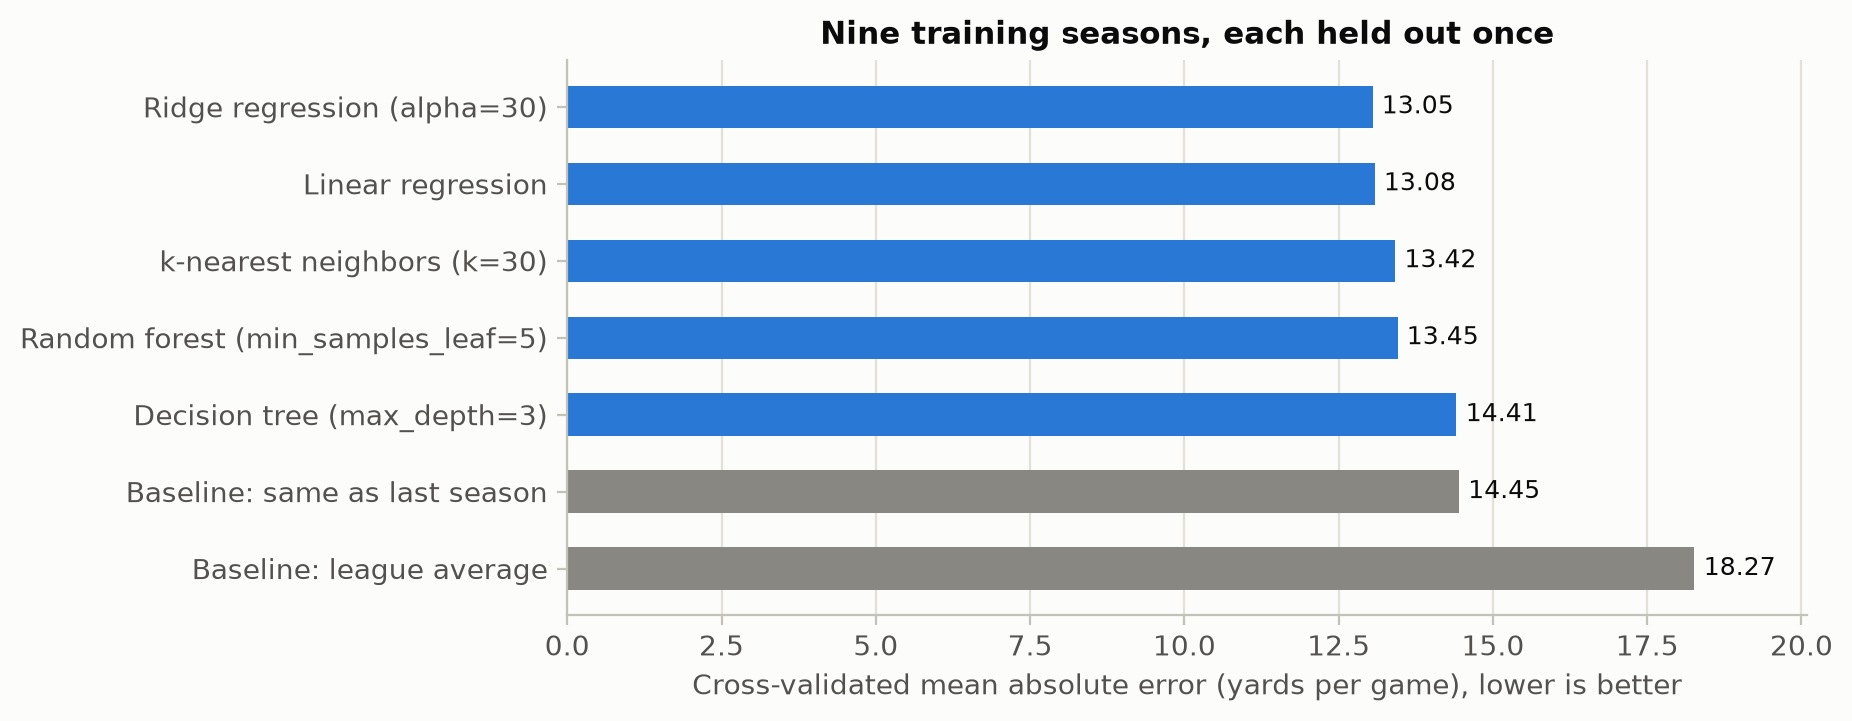 Nine training seasons, each held out once
Ridge regression (alpha=30)
13.05
Linear regression
13.08
k-nearest neighbors (k=30)
13.42
Random forest (min_samples_leaf=5)
13.45
Decision tree (max_depth=3)
14.41
Baseline: same as last season
14.45
Baseline: league average
18.27
0.0 2.5 5.0 7.5 10.0 12.5 15.0 17.5 20.0
Cross-validated mean absolute error (yards per game), lower is better